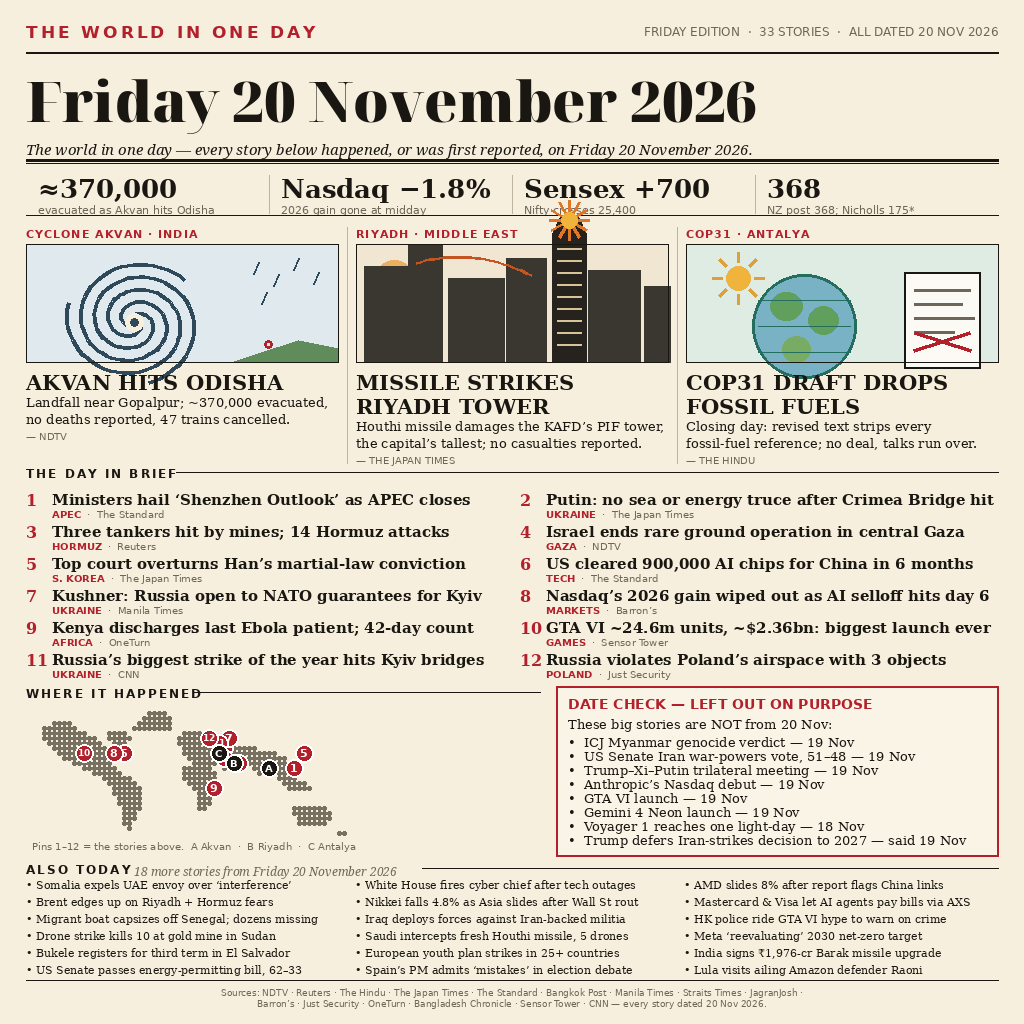 THE WORLD IN ONE DAY
FRIDAY EDITION · 33 STORIES · ALL DATED 20 NOV 2026
Friday 20 November 2026
The world in one day — every story below happened, or was first reported, on Friday 20 November 2026.
≈370,000
evacuated as Akvan hits Odisha
Nasdaq −1.8%
2026 gain gone at midday
Sensex +700
Nifty crosses 25,400
368
NZ post 368; Nicholls 175*
CYCLONE AKVAN · INDIA
AKVAN HITS ODISHA
Landfall near Gopalpur; ~370,000 evacuated,
no deaths reported, 47 trains cancelled.
— NDTV
RIYADH · MIDDLE EAST
MISSILE STRIKES
RIYADH TOWER
Houthi missile damages the KAFD’s PIF tower,
the capital’s tallest; no casualties reported.
— THE JAPAN TIMES
COP31 · ANTALYA
COP31 DRAFT DROPS
FOSSIL FUELS
Closing day: revised text strips every
fossil-fuel reference; no deal, talks run over.
— THE HINDU
THE DAY IN BRIEF
1 Ministers hail ‘Shenzhen Outlook’ as APEC closes
APEC · The Standard
2 Putin: no sea or energy truce after Crimea Bridge hit
UKRAINE · The Japan Times
3 Three tankers hit by mines; 14 Hormuz attacks
HORMUZ · Reuters
4 Israel ends rare ground operation in central Gaza
GAZA · NDTV
5 Top court overturns Han’s martial-law conviction
S. KOREA · The Japan Times
6 US cleared 900,000 AI chips for China in 6 months
TECH · The Standard
7 Kushner: Russia open to NATO guarantees for Kyiv
UKRAINE · Manila Times
8 Nasdaq’s 2026 gain wiped out as AI selloff hits day 6
MARKETS · Barron’s
9 Kenya discharges last Ebola patient; 42-day count
AFRICA · OneTurn
10 GTA VI ~24.6m units, ~$2.36bn: biggest launch ever
GAMES · Sensor Tower
11 Russia’s biggest strike of the year hits Kyiv bridges
UKRAINE · CNN
12 Russia violates Poland’s airspace with 3 objects
POLAND · Just Security
WHERE IT HAPPENED
10
8
6
12
7
C
B
A
1
5
9
Pins 1–12 = the stories above. A Akvan · B Riyadh · C Antalya
DATE CHECK — LEFT OUT ON PURPOSE
These big stories are NOT from 20 Nov:
• ICJ Myanmar genocide verdict — 19 Nov
• US Senate Iran war-powers vote, 51–48 — 19 Nov
• Trump–Xi–Putin trilateral meeting — 19 Nov
• Anthropic’s Nasdaq debut — 19 Nov
• GTA VI launch — 19 Nov
• Gemini 4 Neon launch — 19 Nov
• Voyager 1 reaches one light-day — 18 Nov
• Trump defers Iran-strikes decision to 2027 — said 19 Nov
ALSO TODAY 18 more stories from Friday 20 November 2026
• Somalia expels UAE envoy over ‘interference’
• Brent edges up on Riyadh + Hormuz fears
• Migrant boat capsizes off Senegal; dozens missing
• Drone strike kills 10 at gold mine in Sudan
• Bukele registers for third term in El Salvador
• US Senate passes energy-permitting bill, 62–33
• White House fires cyber chief after tech outages
• Nikkei falls 4.8% as Asia slides after Wall St rout
• Iraq deploys forces against Iran-backed militia
• Saudi intercepts fresh Houthi missile, 5 drones
• European youth plan strikes in 25+ countries
• Spain’s PM admits ‘mistakes’ in election debate
• AMD slides 8% after report flags China links
• Mastercard & Visa let AI agents pay bills via AXS
• HK police ride GTA VI hype to warn on crime
• Meta ‘reevaluating’ 2030 net-zero target
• India signs ₹1,976-cr Barak missile upgrade
• Lula visits ailing Amazon defender Raoni
Sources: NDTV · Reuters · The Hindu · The Japan Times · The Standard · Bangkok Post · Manila Times · Straits Times · JagranJosh ·
Barron’s · Just Security · OneTurn · Bangladesh Chronicle · Sensor Tower · CNN — every story dated 20 Nov 2026.